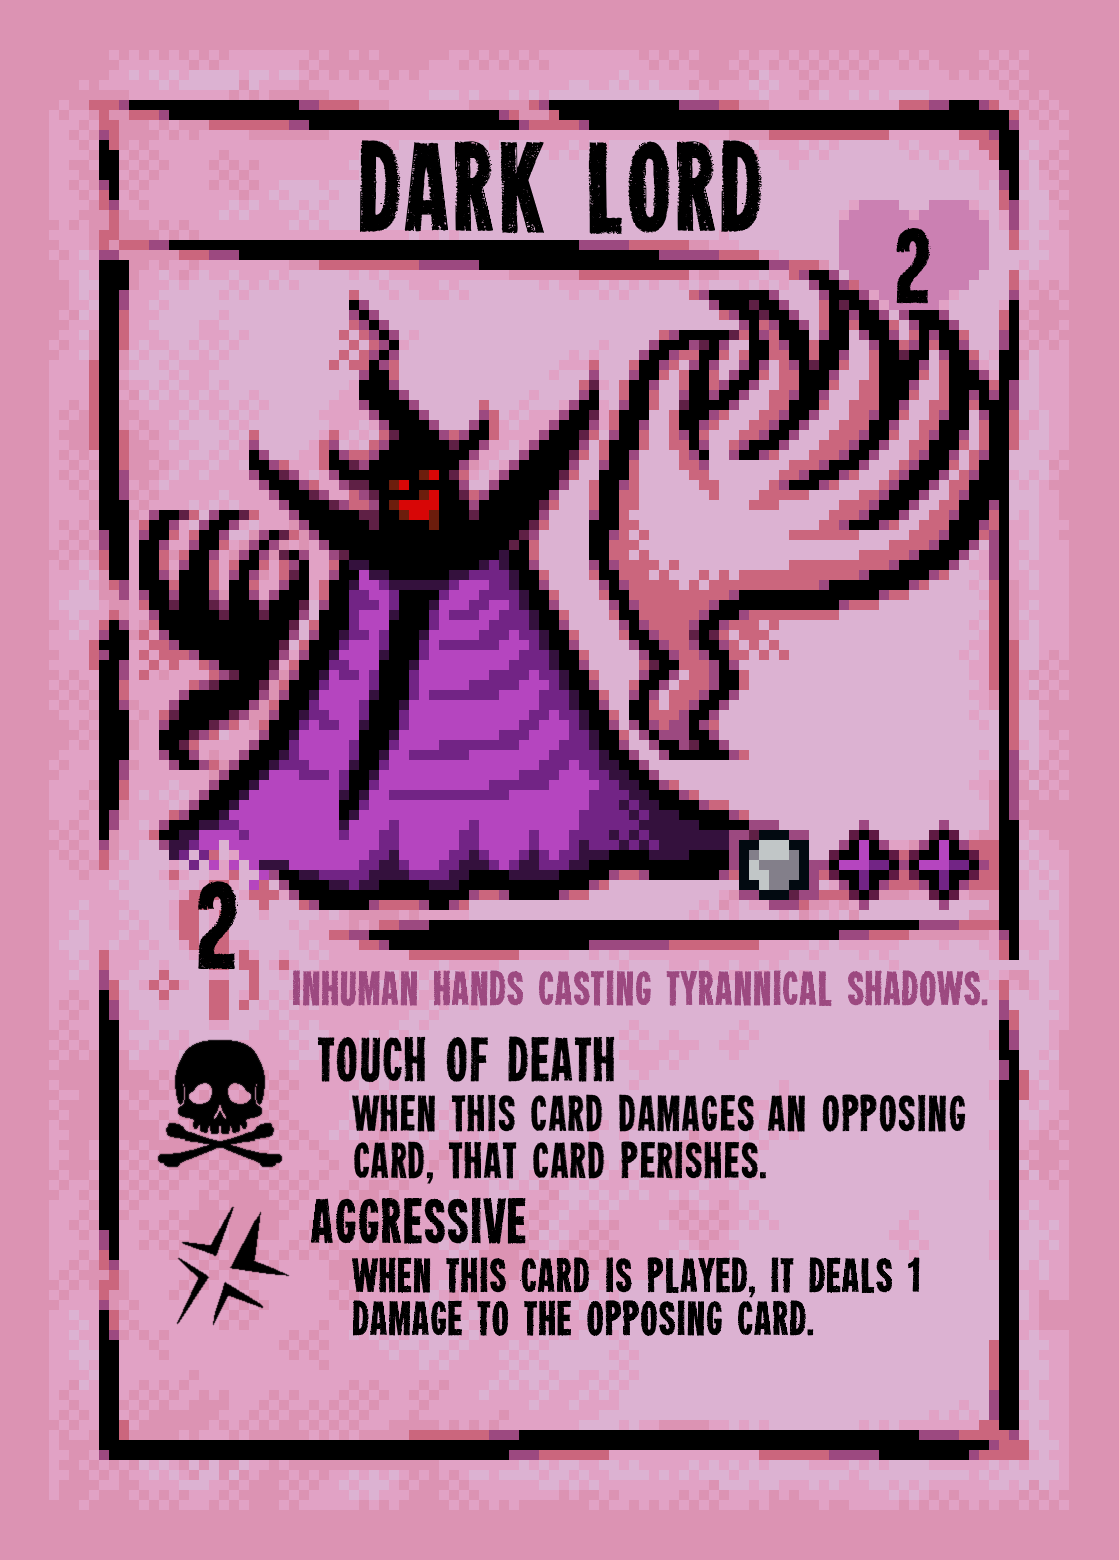 DARK LORD
2
2
INHUMAN HANDS CASTING TYRANNICAL SHADOWS.
TOUCH OF DEATH
WHEN THIS CARD DAMAGES AN OPPOSING
CARD, THAT CARD PERISHES.
AGGRESSIVE
WHEN THIS CARD IS PLAYED, IT DEALS 1
DAMAGE TO THE OPPOSING CARD.